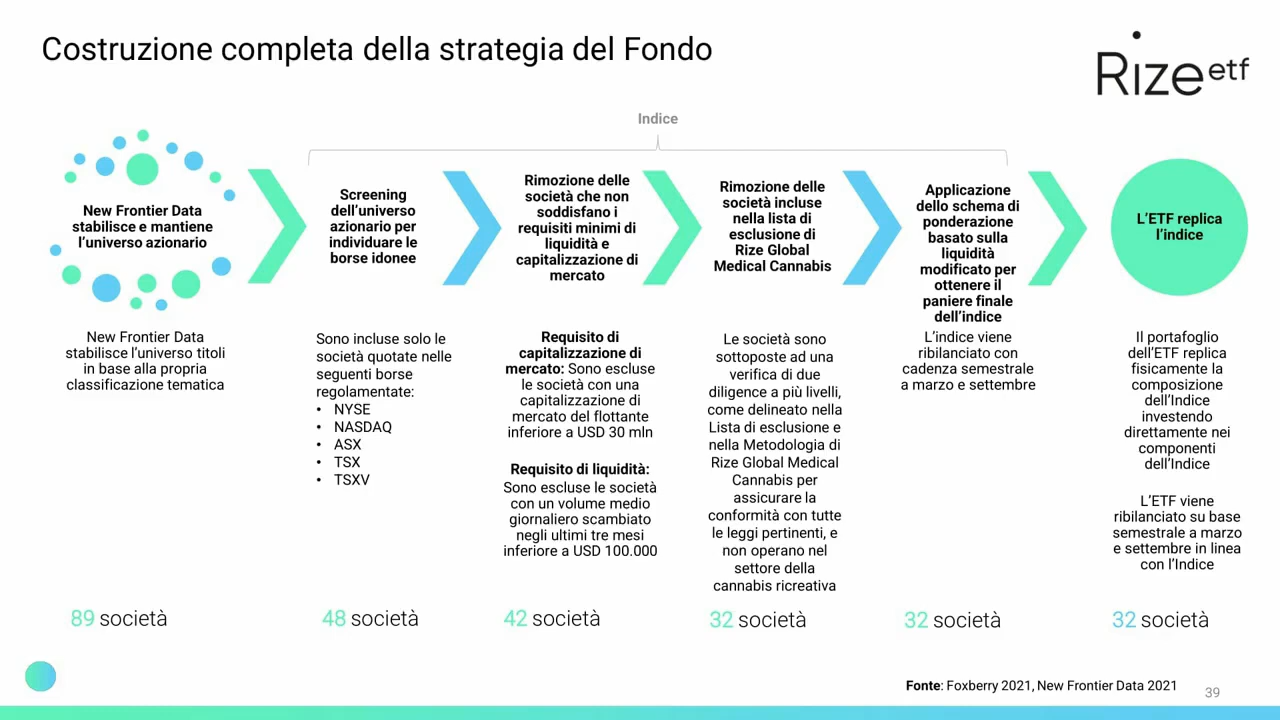 Costruzione completa della strategia del Fondo
Rize etf
Indice
New Frontier Data
stabilisce e mantiene
l'universo azionario
Screening
dell'universo
azionario per
individuare le
borse idonee
Rimozione delle
società che non
soddisfano i
requisiti minimi di
liquidità e
capitalizzazione di
mercato
Rimozione delle
società incluse
nella lista di
esclusione di
Rize Global
Medical Cannabis
Applicazione
dello schema di
ponderazione
basato sulla
liquidità
modificato per
ottenere il
paniere finale
dell'indice
L'ETF replica
l'indice
New Frontier Data
stabilisce l'universo titoli
in base alla propria
classificazione tematica
Sono incluse solo le
società quotate nelle
seguenti borse
regolamentate:
• NYSE
• NASDAQ
• ASX
• TSX
• TSXV
Requisito di
capitalizzazione di
mercato: Sono escluse
le società con una
capitalizzazione di
mercato del flottante
inferiore a USD 30 mln
Requisito di liquidità:
Sono escluse le società
con un volume medio
giornaliero scambiato
negli ultimi tre mesi
inferiore a USD 100.000
Le società sono
sottoposte ad una
verifica di due
diligence a più livelli,
come delineato nella
Lista di esclusione e
nella Metodologia di
Rize Global Medical
Cannabis per
assicurare la
conformità con tutte
le leggi pertinenti, e
non operano nel
settore della
cannabis ricreativa
L'indice viene
ribilanciato con
cadenza semestrale
a marzo e settembre
Il portafoglio
dell'ETF replica
fisicamente la
composizione
dell'Indice
investendo
direttamente nei
componenti
dell'Indice
L'ETF viene
ribilanciato su base
semestrale a marzo
e settembre in linea
con l'Indice
89 società
48 società
42 società
32 società
32 società
32 società
Fonte: Foxberry 2021, New Frontier Data 2021
39